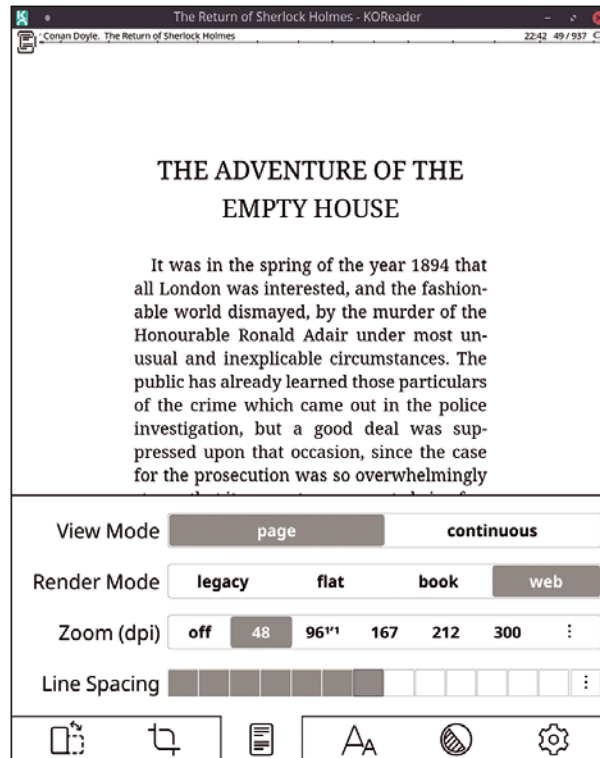 The Return of Sherlock Holmes - KOReader
Conan Doyle. The Return of Sherlock Holmes 22:42 49 / 937
THE ADVENTURE OF THE
EMPTY HOUSE
It was in the spring of the year 1894 that
all London was interested, and the fashion-
able world dismayed, by the murder of the
Honourable Ronald Adair under most un-
usual and inexplicable circumstances. The
public has already learned those particulars
of the crime which came out in the police
investigation, but a good deal was sup-
pressed upon that occasion, since the case
for the prosecution was so overwhelmingly
View Mode page continuous
Render Mode legacy flat book web
Zoom (dpi) off 48 96¹'¹ 167 212 300
Line Spacing